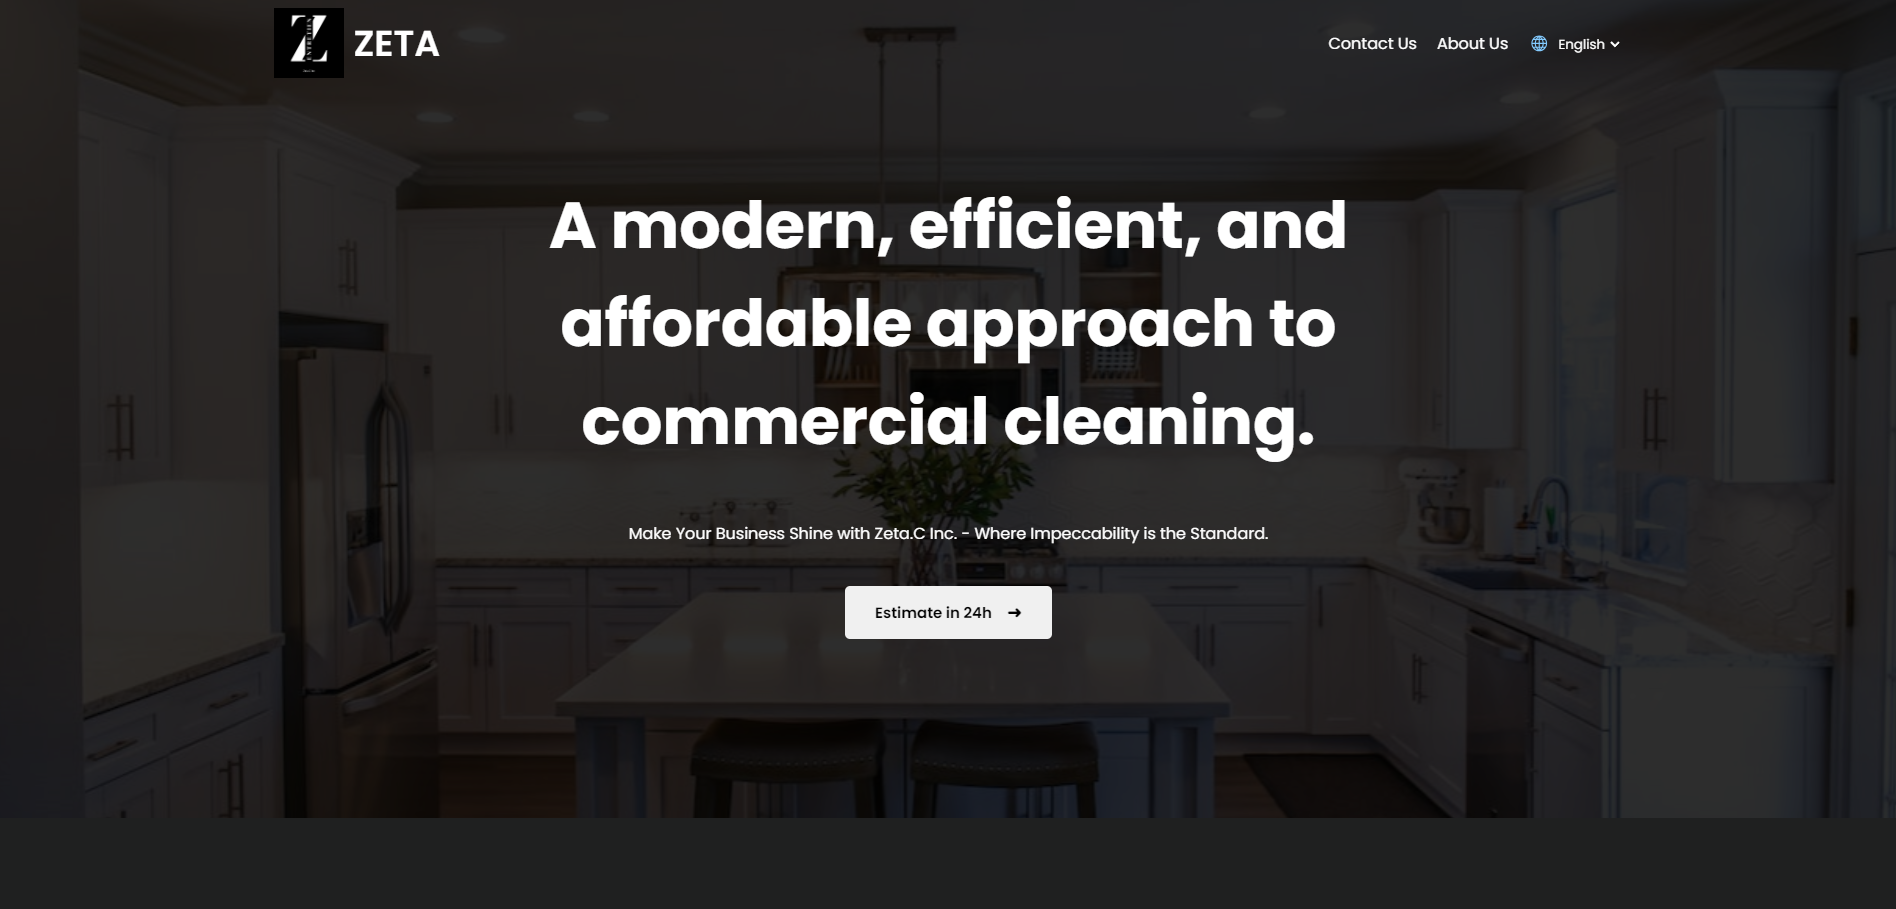 ZETA
Contact Us
About Us
English
A modern, efficient, and
affordable approach to
commercial cleaning.
Make Your Business Shine with Zeta.C Inc. - Where Impeccability is the Standard.
Estimate in 24h